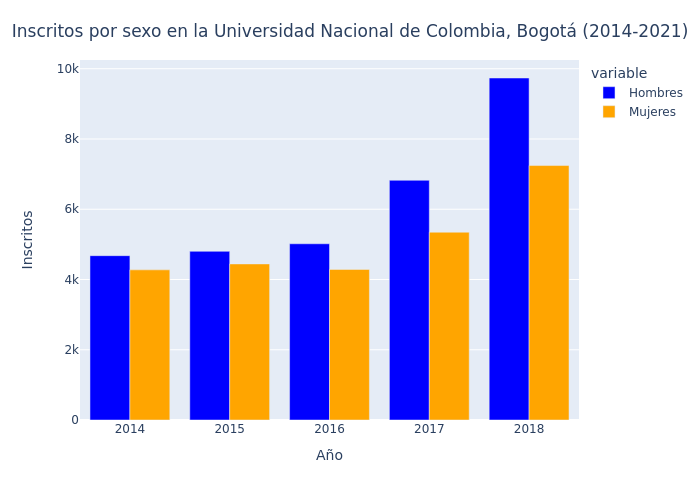 Inscritos por sexo en la Universidad Nacional de Colombia, Bogotá (2014-2021)
variable
Hombres
Mujeres
10k
8k
6k
4k
2k
0
Inscritos
2014 2015 2016 2017 2018
Año